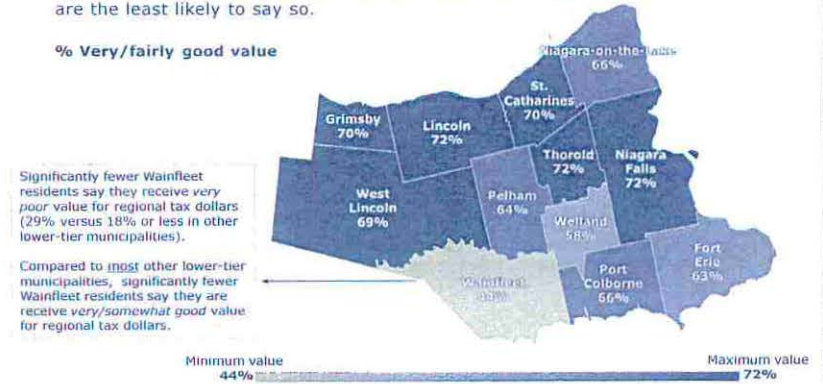 are the least likely to say so.
% Very/fairly good value
Niagara-on-the-Lake
66%
St.
Catharines
70%
Grimsby
70%
Lincoln
72%
Thorold
72%
Niagara
Falls
72%
West
Lincoln
69%
Pelham
64%
Welland
58%
Fort
Erie
63%
Port
Colborne
66%
Wainfleet
44%
Significantly fewer Wainfleet
residents say they receive very
poor value for regional tax dollars
(29% versus 18% or less in other
lower-tier municipalities).
Compared to most other lower-tier
municipalities, significantly fewer
Wainfleet residents say they are
receive very/somewhat good value
for regional tax dollars.
Minimum value
44%
Maximum value
72%